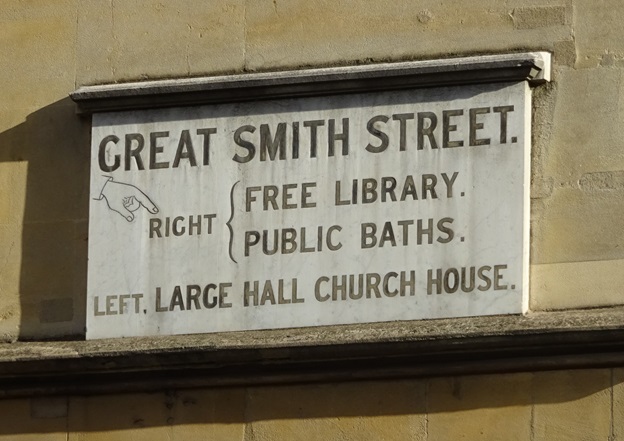 GREAT SMITH STREET.
RIGHT { FREE LIBRARY.
PUBLIC BATHS.
LEFT, LARGE HALL CHURCH HOUSE.